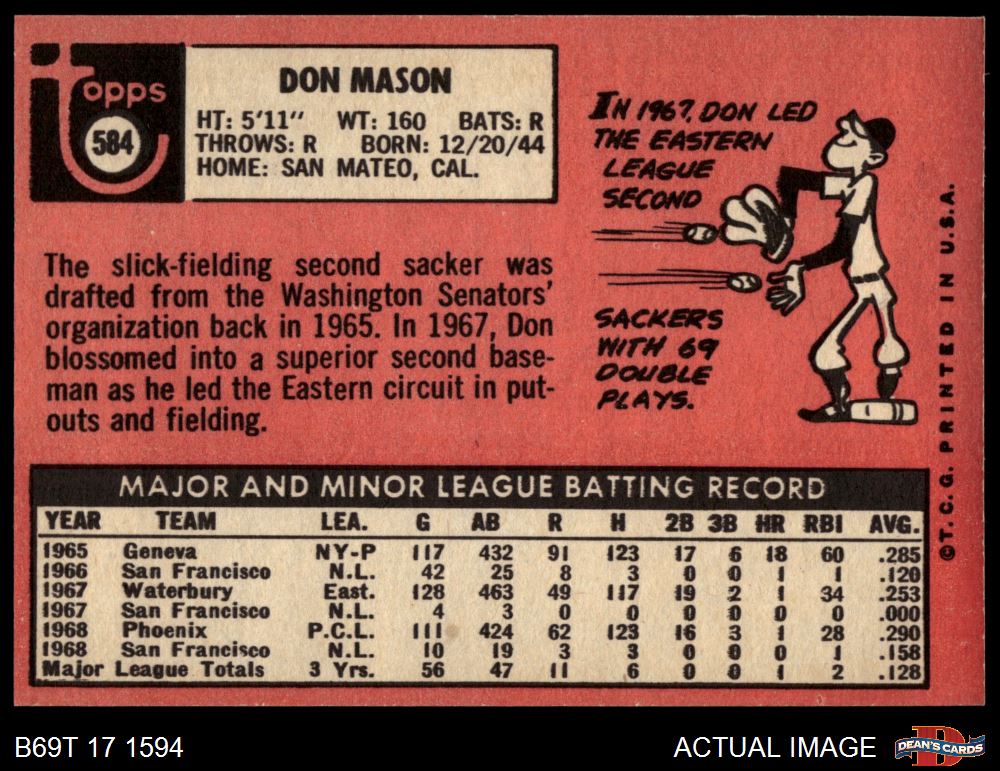 Topps
584
DON MASON
HT: 5'11" WT: 160 BATS: R
THROWS: R BORN: 12/20/44
HOME: SAN MATEO, CAL.
The slick-fielding second sacker was
drafted from the Washington Senators'
organization back in 1965. In 1967, Don
blossomed into a superior second base-
man as he led the Eastern circuit in put-
outs and fielding.
IN 1967, DON LED
THE EASTERN
LEAGUE
SECOND
SACKERS
WITH 69
DOUBLE
PLAYS.
©T.C.G. PRINTED IN U.S.A.
MAJOR AND MINOR LEAGUE BATTING RECORD
YEAR TEAM LEA. G AB R H 2B 3B HR RBI AVG.
1965 Geneva NY-P 117 432 91 123 17 6 18 60 .285
1966 San Francisco N.L. 42 25 8 3 0 0 1 1 .120
1967 Waterbury East. 128 463 49 117 19 2 1 34 .253
1967 San Francisco N.L. 4 3 0 0 0 0 0 0 .000
1968 Phoenix P.C.L. 111 424 62 123 16 3 1 28 .290
1968 San Francisco N.L. 10 19 3 3 0 0 0 1 .158
Major League Totals 3 Yrs. 56 47 11 6 0 0 1 2 .128
B69T 17 1594
ACTUAL IMAGE
DEAN'S CARDS